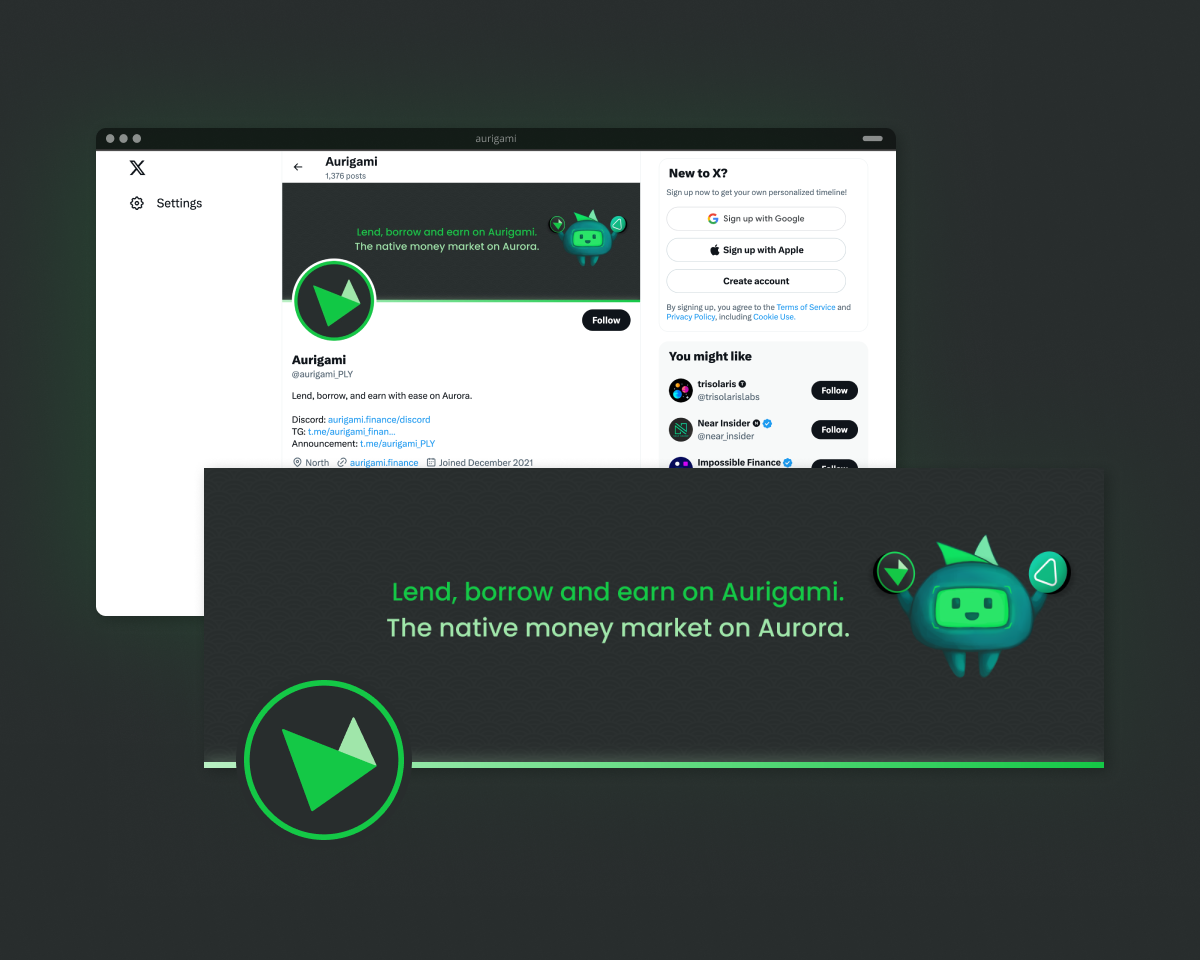 aurigami
Settings
Aurigami
1,376 posts
Lend, borrow and earn on Aurigami.
The native money market on Aurora.
Follow
Aurigami
@aurigami_PLY
Lend, borrow, and earn with ease on Aurora.
Discord: aurigami.finance/discord
TG: t.me/aurigami_finan...
Announcement: t.me/aurigami_PLY
North aurigami.finance Joined December 2021
New to X?
Sign up now to get your own personalized timeline!
Sign up with Google
Sign up with Apple
Create account
By signing up, you agree to the Terms of Service and
Privacy Policy, including Cookie Use.
You might like
trisolaris
@trisolarislabs
Follow
Near Insider
@near_insider
Follow
Impossible Finance
Follow
Lend, borrow and earn on Aurigami.
The native money market on Aurora.